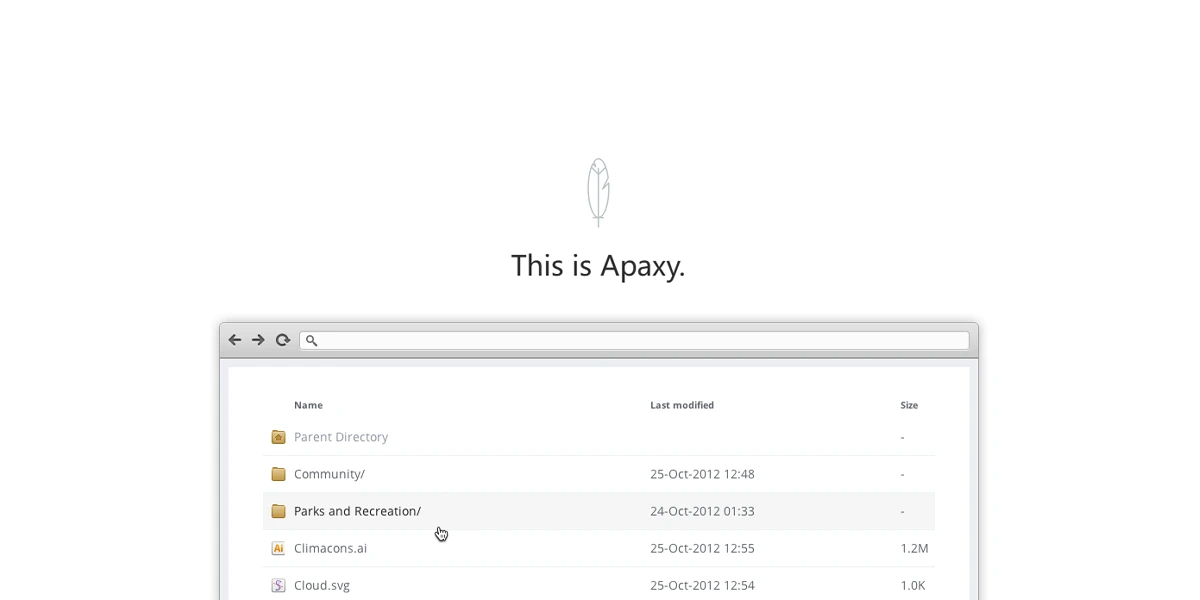 This is Apaxy.
Name Last modified Size
Parent Directory -
Community/ 25-Oct-2012 12:48 -
Parks and Recreation/ 24-Oct-2012 01:33 -
Ai Climacons.ai 25-Oct-2012 12:55 1.2M
Cloud.svg 25-Oct-2012 12:54 1.0K